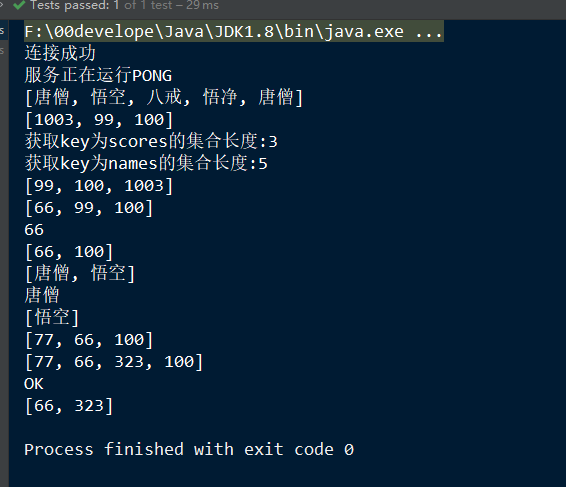 Tests passed: 1 of 1 test – 29 ms
F:\00develope\Java\JDK1.8\bin\java.exe ...
连接成功
服务正在运行PONG
[唐僧, 悟空, 八戒, 悟净, 唐僧]
[1003, 99, 100]
获取key为scores的集合长度:3
获取key为names的集合长度:5
[99, 100, 1003]
[66, 99, 100]
66
[66, 100]
[唐僧, 悟空]
唐僧
[悟空]
[77, 66, 100]
[77, 66, 323, 100]
OK
[66, 323]
Process finished with exit code 0